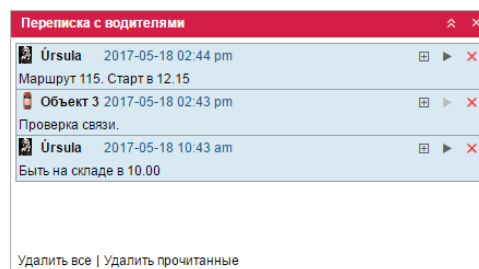 Переписка с водителями
Úrsula 2017-05-18 02:44 pm
Маршрут 115. Старт в 12.15
Объект 3 2017-05-18 02:43 pm
Проверка связи.
Úrsula 2017-05-18 10:43 am
Быть на складе в 10.00
Удалить все | Удалить прочитанные